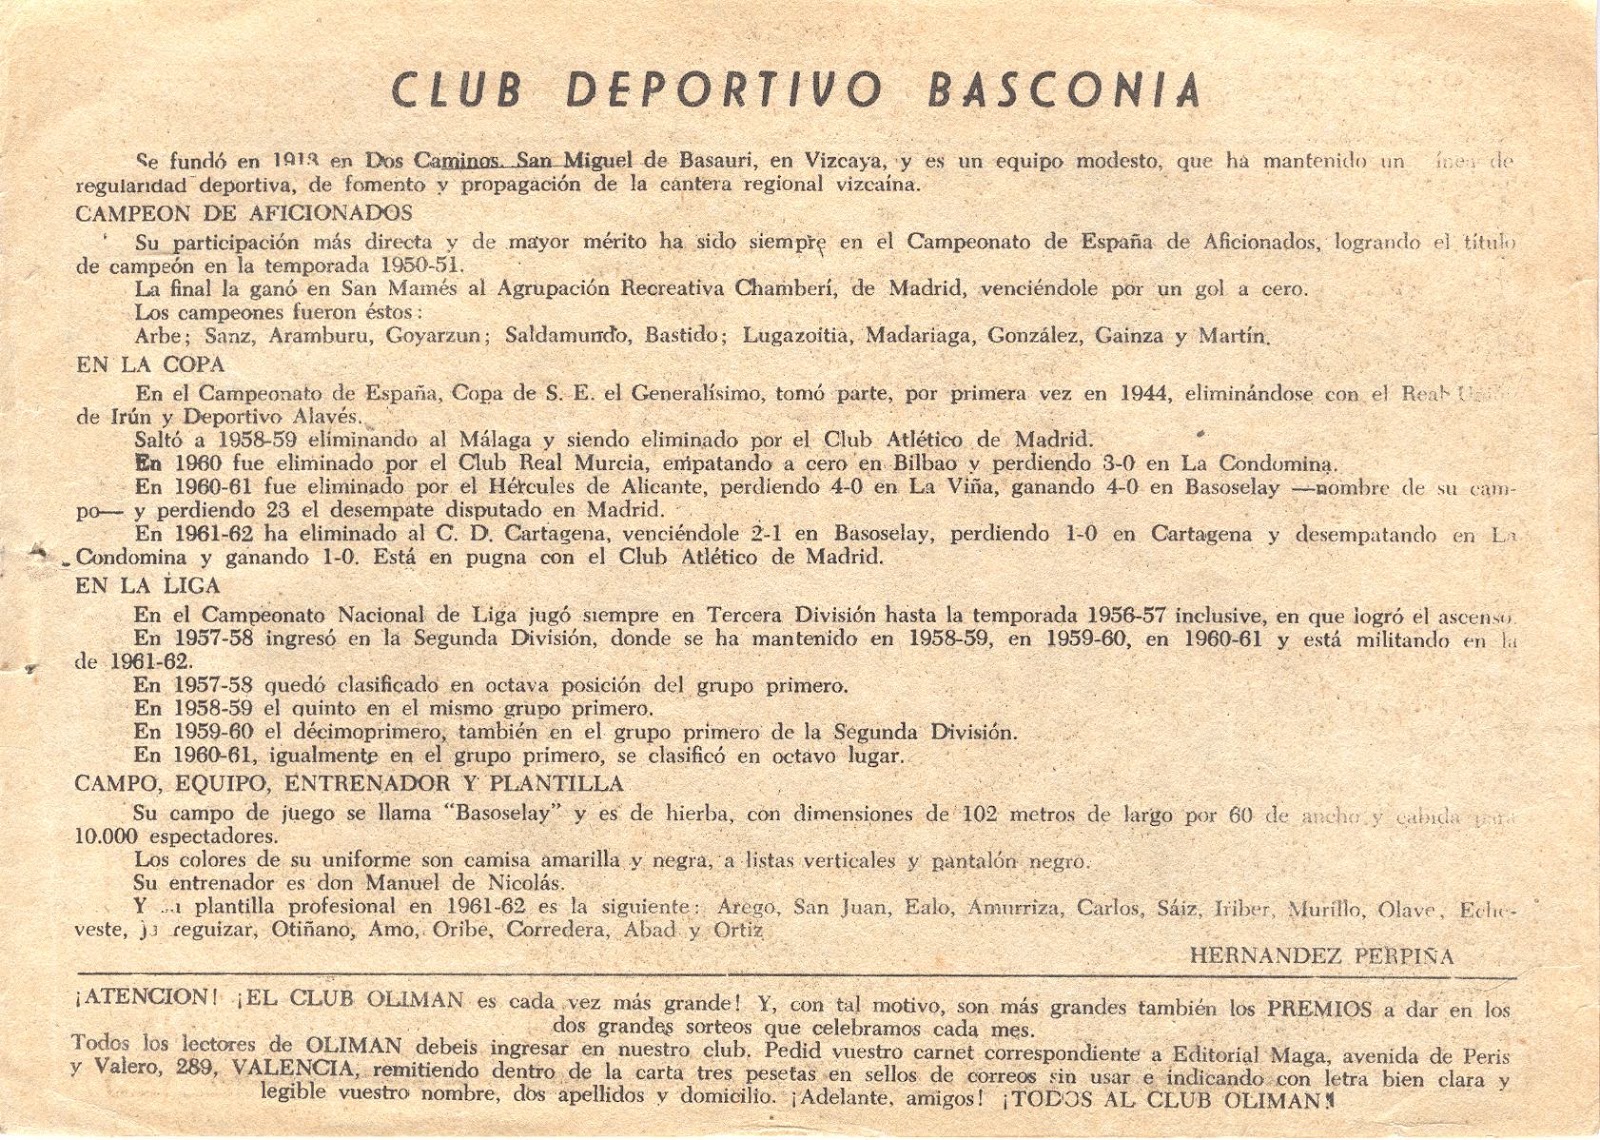 CLUB DEPORTIVO BASCONIA
Se fundó en 1913 en Dos Caminos. San Miguel de Basauri, en Vizcaya, y es un equipo modesto, que ha mantenido un línea de
regularidad deportiva, de fomento y propagación de la cantera regional vizcaína.
CAMPEON DE AFICIONADOS
Su participación más directa y de mayor mérito ha sido siempre en el Campeonato de España de Aficionados, logrando el título
de campeón en la temporada 1950-51.
La final la ganó en San Mamés al Agrupación Recreativa Chamberí, de Madrid, venciéndole por un gol a cero.
Los campeones fueron éstos:
Arbe; Sanz, Aramburu, Goyarzun; Saldamundo, Bastido; Lugazoitia, Madariaga, González, Gainza y Martín.
EN LA COPA
En el Campeonato de España, Copa de S. E. el Generalísimo, tomó parte, por primera vez en 1944, eliminándose con el Real Unión
de Irún y Deportivo Alavés.
Saltó a 1958-59 eliminando al Málaga y siendo eliminado por el Club Atlético de Madrid.
En 1960 fue eliminado por el Club Real Murcia, empatando a cero en Bilbao y perdiendo 3-0 en La Condomina.
En 1960-61 fue eliminado por el Hércules de Alicante, perdiendo 4-0 en La Viña, ganando 4-0 en Basoselay —nombre de su cam-
po— y perdiendo 23 el desempate disputado en Madrid.
En 1961-62 ha eliminado al C. D. Cartagena, venciéndole 2-1 en Basoselay, perdiendo 1-0 en Cartagena y desempatando en La
Condomina y ganando 1-0. Está en pugna con el Club Atlético de Madrid.
EN LA LIGA
En el Campeonato Nacional de Liga jugó siempre en Tercera División hasta la temporada 1956-57 inclusive, en que logró el ascenso.
En 1957-58 ingresó en la Segunda División, donde se ha mantenido en 1958-59, en 1959-60, en 1960-61 y está militando en la
de 1961-62.
En 1957-58 quedó clasificado en octava posición del grupo primero.
En 1958-59 el quinto en el mismo grupo primero.
En 1959-60 el décimoprimero, también en el grupo primero de la Segunda División.
En 1960-61, igualmente en el grupo primero, se clasificó en octavo lugar.
CAMPO, EQUIPO, ENTRENADOR Y PLANTILLA
Su campo de juego se llama "Basoselay" y es de hierba, con dimensiones de 102 metros de largo por 60 de ancho y cabida para
10.000 espectadores.
Los colores de su uniforme son camisa amarilla y negra, a listas verticales y pantalón negro.
Su entrenador es don Manuel de Nicolás.
Y plantilla profesional en 1961-62 es la siguiente: Arego, San Juan, Ealo, Amurriza, Carlos, Sáiz, Iriber, Murillo, Olave, Eche-
veste, Otiñano, Amo, Oribe, Corredera, Abad y Ortiz
HERNANDEZ PERPIÑA
¡ATENCION! ¡EL CLUB OLIMAN es cada vez más grande! Y, con tal motivo, son más grandes también los PREMIOS a dar en los
dos grandes sorteos que celebramos cada mes.
Todos los lectores de OLIMAN debeis ingresar en nuestro club. Pedid vuestro carnet correspondiente a Editorial Maga, avenida de Peris
y Valero, 289, VALENCIA, remitiendo dentro de la carta tres pesetas en sellos de correos sin usar e indicando con letra bien clara y
legible vuestro nombre, dos apellidos y domicilio. ¡Adelante, amigos! ¡TODOS AL CLUB OLIMAN!